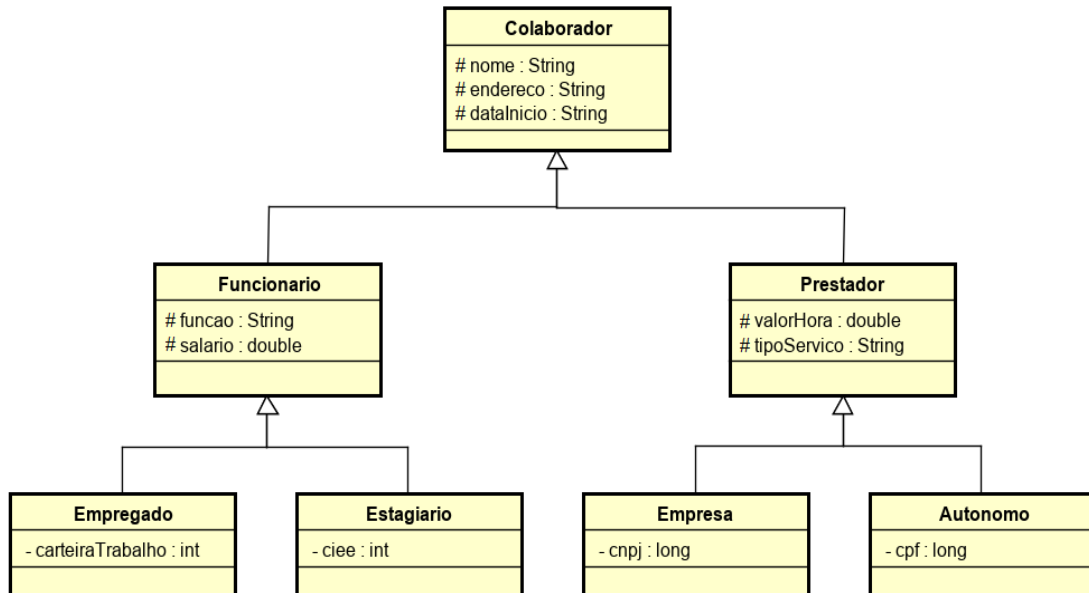 Colaborador
# nome : String
# endereco : String
# dataInicio : String
Funcionario
# funcao : String
# salario : double
Prestador
# valorHora : double
# tipoServico : String
Empregado
- carteiraTrabalho : int
Estagiario
- ciee : int
Empresa
- cnpj : long
Autonomo
- cpf : long